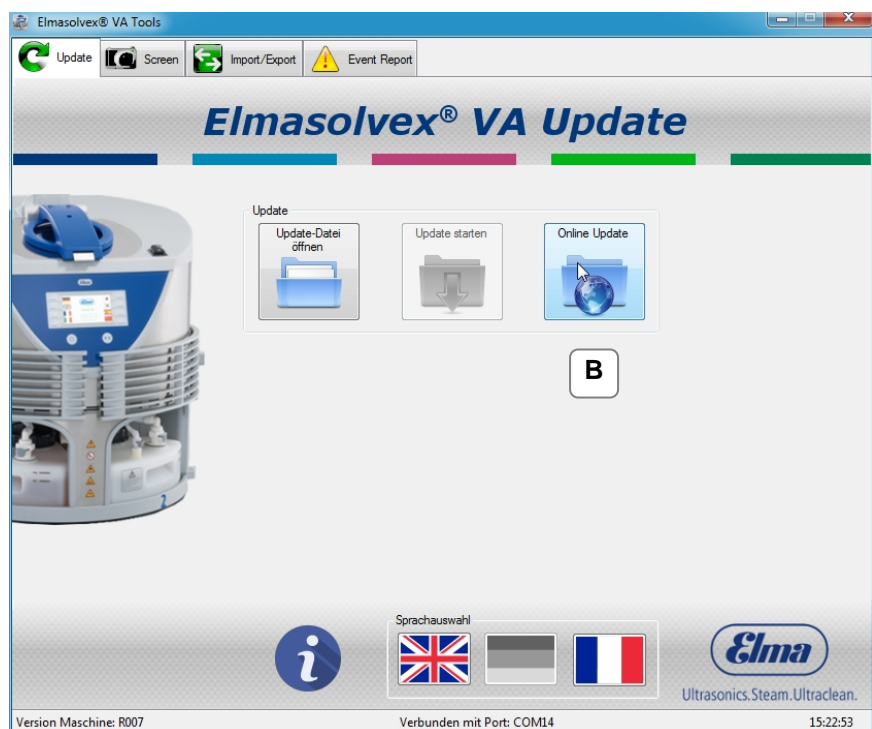 Elmasolvex® VA Tools
Update
Screen
Import/Export
Event Report
Elmasolvex® VA Update
Update
Update-Datei
öffnen
Update starten
Online Update
B
2
i
Sprachauswahl
Elma
Ultrasonics.Steam.Ultraclean.
Version Maschine: R007
Verbunden mit Port: COM14
15:22:53